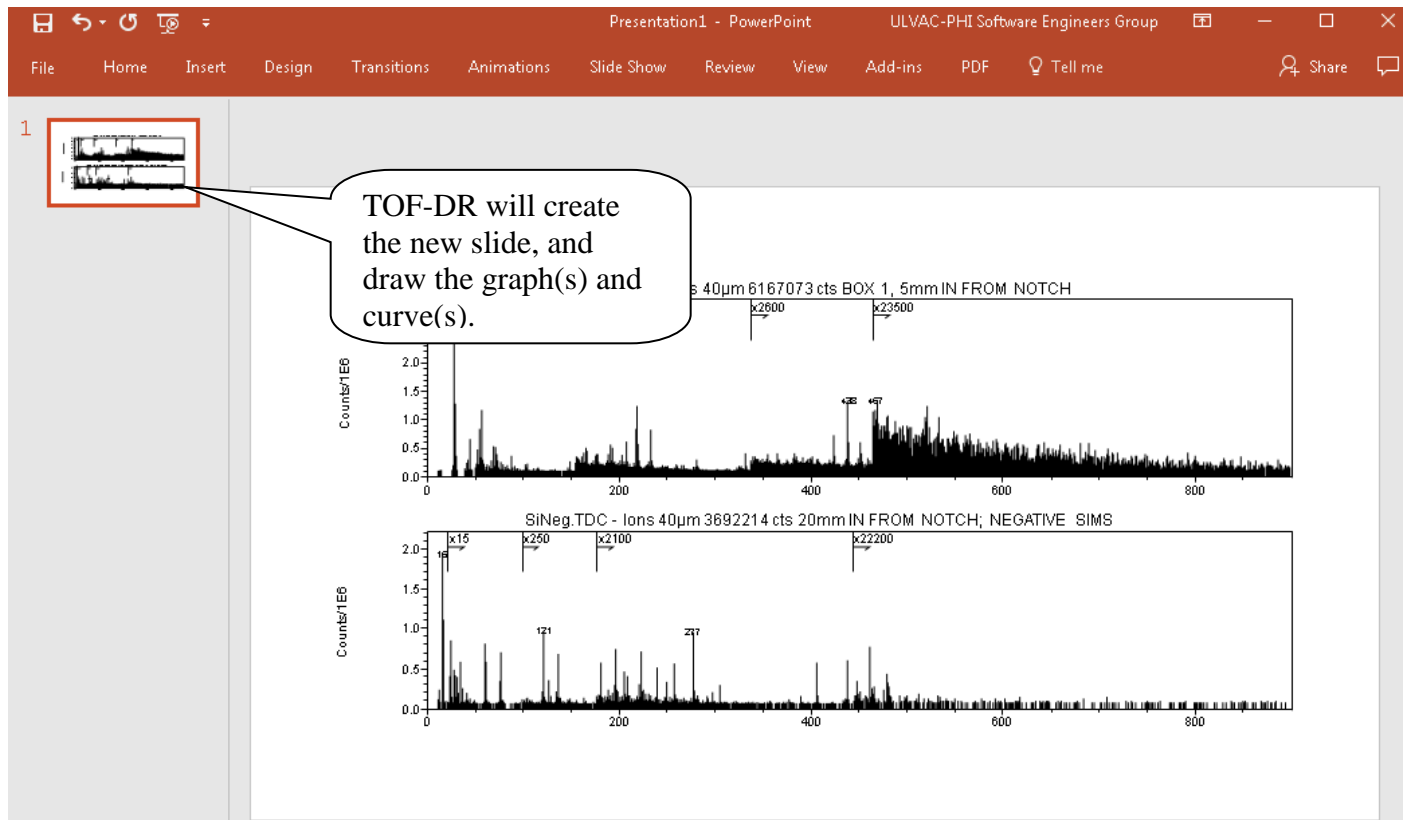 Presentation1 - PowerPoint ULVAC-PHI Software Engineers Group
File Home Insert Design Transitions Animations Slide Show Review View Add-ins PDF Tell me Share
1
TOF-DR will create
the new slide, and
draw the graph(s) and
curve(s).
40µm 6167073 cts BOX 1, 5mm IN FROM NOTCH
x2600 x23500
Counts/1E6
2.0
1.5
1.0
0.5
0.0
438 467
0 200 400 600 800
SiNeg.TDC - Ions 40µm 3692214 cts 20mm IN FROM NOTCH; NEGATIVE SIMS
x15 x250 x2100 x22200
Counts/1E6
2.0
1.5
1.0
0.5
0.0
16 121 277
0 200 400 600 800